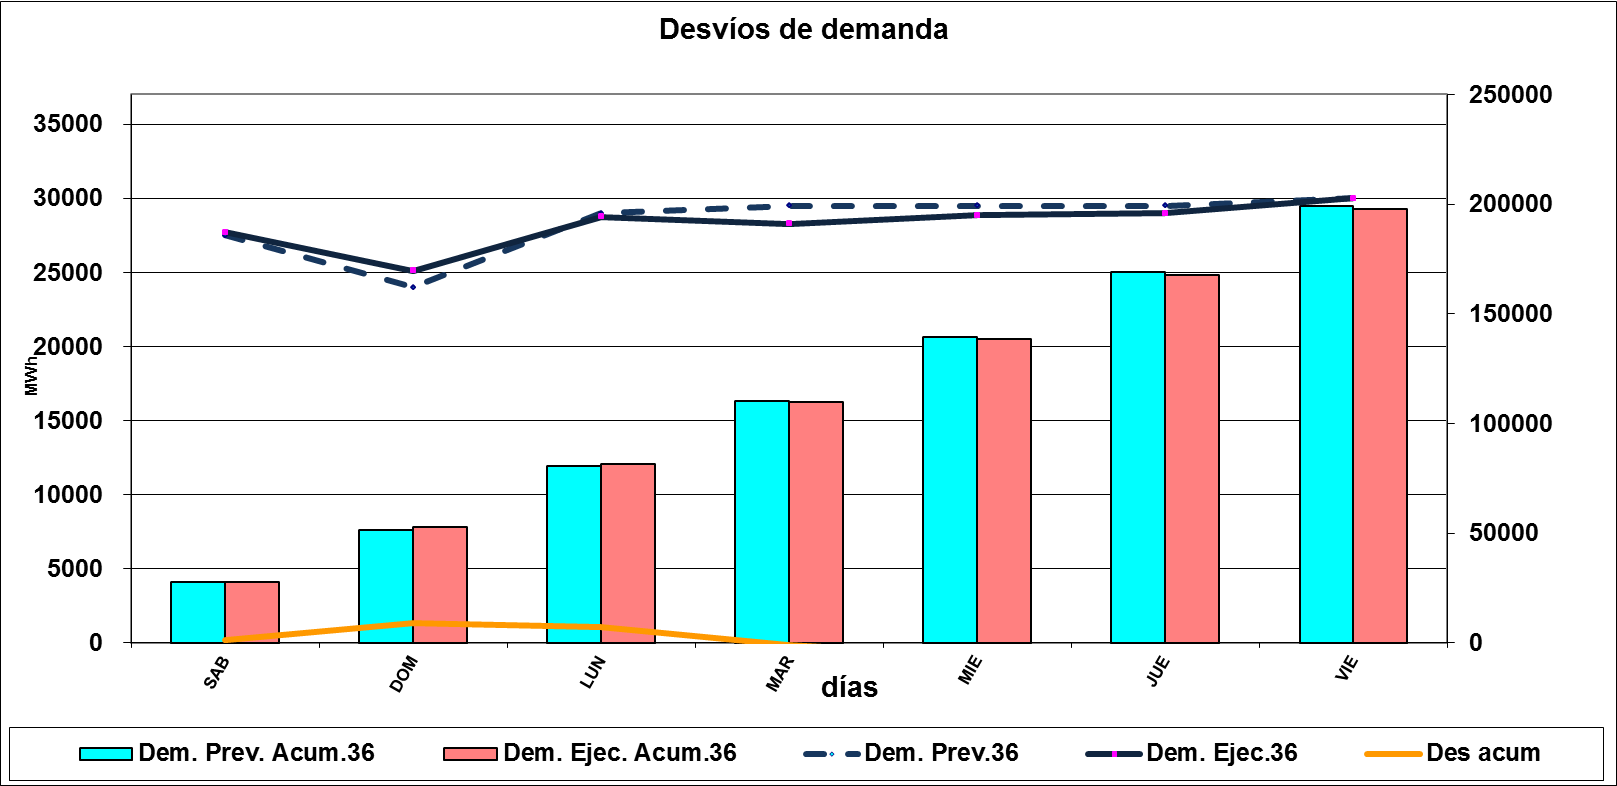 Desvíos de demanda
35000
30000
25000
20000
15000
10000
5000
0
MWh
250000
200000
150000
100000
50000
0
SAB
DOM
LUN
MAR
MIE
JUE
VIE
días
Dem. Prev. Acum.36
Dem. Ejec. Acum.36
Dem. Prev.36
Dem. Ejec.36
Des acum